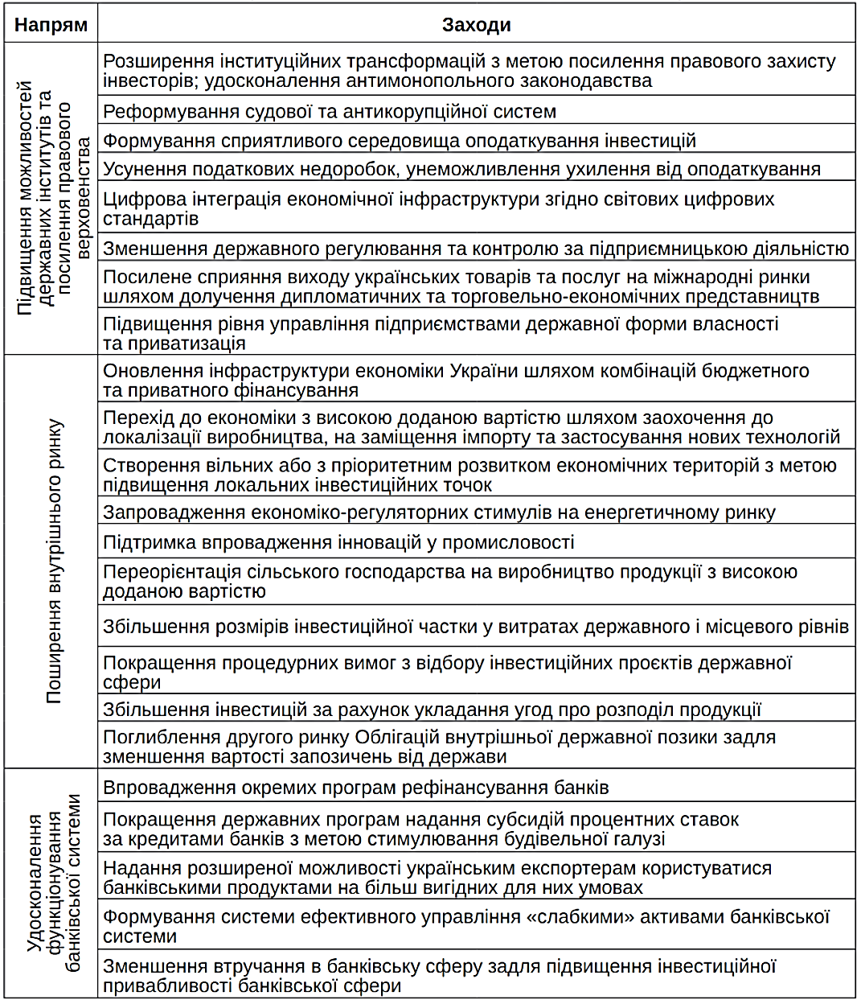 Напрям
Заходи
Підвищення можливостей
державних інститутів та
посилення правового
верховенства
Розширення інституційних трансформацій з метою посилення правового захисту
інвесторів; удосконалення антимонопольного законодавства
Реформування судової та антикорупційної систем
Формування сприятливого середовища оподаткування інвестицій
Усунення податкових недоробок, унеможливлення ухилення від оподаткування
Цифрова інтеграція економічної інфраструктури згідно світових цифрових
стандартів
Зменшення державного регулювання та контролю за підприємницькою діяльністю
Посилене сприяння виходу українських товарів та послуг на міжнародні ринки
шляхом долучення дипломатичних та торговельно-економічних представництв
Підвищення рівня управління підприємствами державної форми власності
та приватизація
Поширення внутрішнього ринку
Оновлення інфраструктури економіки України шляхом комбінацій бюджетного
та приватного фінансування
Перехід до економіки з високою доданою вартістю шляхом заохочення до
локалізації виробництва, на заміщення імпорту та застосування нових технологій
Створення вільних або з пріоритетним розвитком економічних територій з метою
підвищення локальних інвестиційних точок
Запровадження економіко-регуляторних стимулів на енергетичному ринку
Підтримка впровадження інновацій у промисловості
Переорієнтація сільського господарства на виробництво продукції з високою
доданою вартістю
Збільшення розмірів інвестиційної частки у витратах державного і місцевого рівнів
Покращення процедурних вимог з відбору інвестиційних проєктів державної
сфери
Збільшення інвестицій за рахунок укладання угод про розподіл продукції
Поглиблення другого ринку Облігацій внутрішньої державної позики задля
зменшення вартості запозичень від держави
Удосконалення
функціонування
банківської системи
Впровадження окремих програм рефінансування банків
Покращення державних програм надання субсидій процентних ставок
за кредитами банків з метою стимулювання будівельної галузі
Надання розширеної можливості українським експортерам користуватися
банківськими продуктами на більш вигідних для них умовах
Формування системи ефективного управління «слабкими» активами банківської
системи
Зменшення втручання в банківську сферу задля підвищення інвестиційної
привабливості банківської сфери